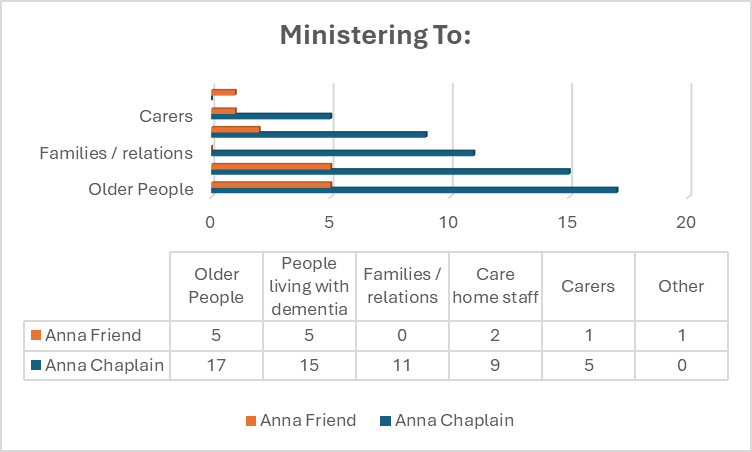 Ministering To:
Carers
Families / relations
Older People
0 5 10 15 20
Older People
People living with dementia
Families / relations
Care home staff
Carers
Other
Anna Friend 5 5 0 2 1 1
Anna Chaplain 17 15 11 9 5 0
Anna Friend Anna Chaplain